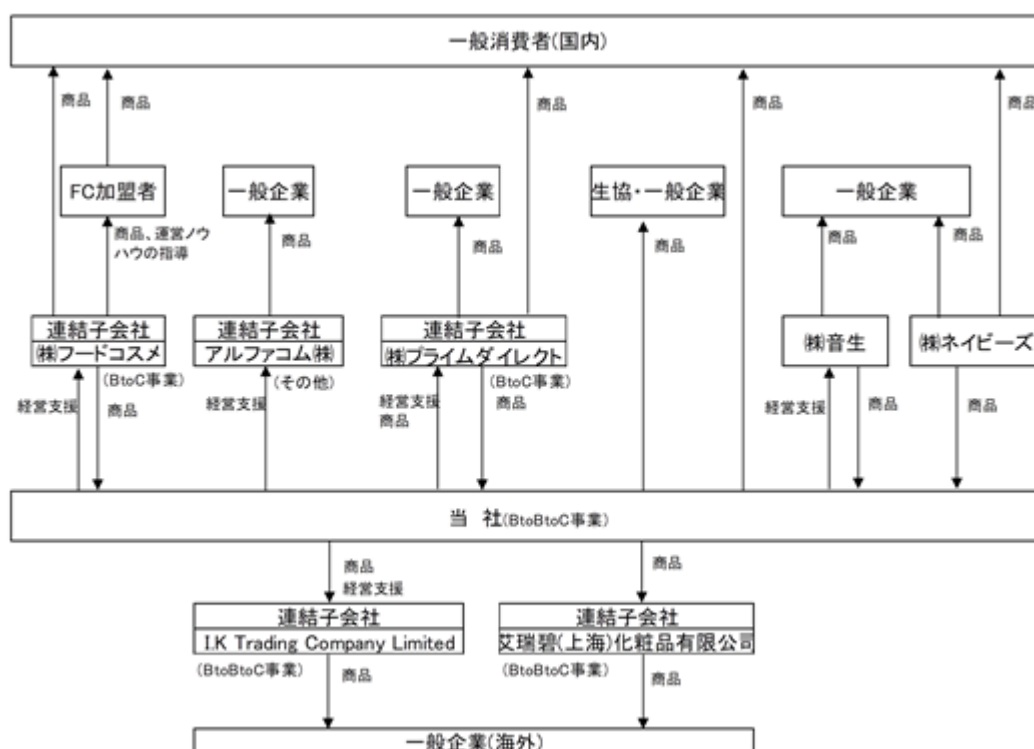 一般消費者(国内)
商品
商品
商品
商品
商品
FC加盟者
一般企業
一般企業
生協・一般企業
一般企業
商品、運営ノウ
ハウの指導
商品
商品
商品
商品
商品
連結子会社
㈱フードコスメ
連結子会社
アルファコム㈱
連結子会社
㈱プライムダイレクト
㈱音生
㈱ネイビーズ
(BtoC事業)
(その他)
(BtoC事業)
経営支援
商品
経営支援
経営支援
商品
商品
経営支援
商品
商品
当 社(BtoBtoC事業)
商品
経営支援
商品
連結子会社
I.K Trading Company Limited
連結子会社
艾瑞碧(上海)化粧品有限公司
(BtoBtoC事業)
商品
(BtoBtoC事業)
商品
一般企業(海外)